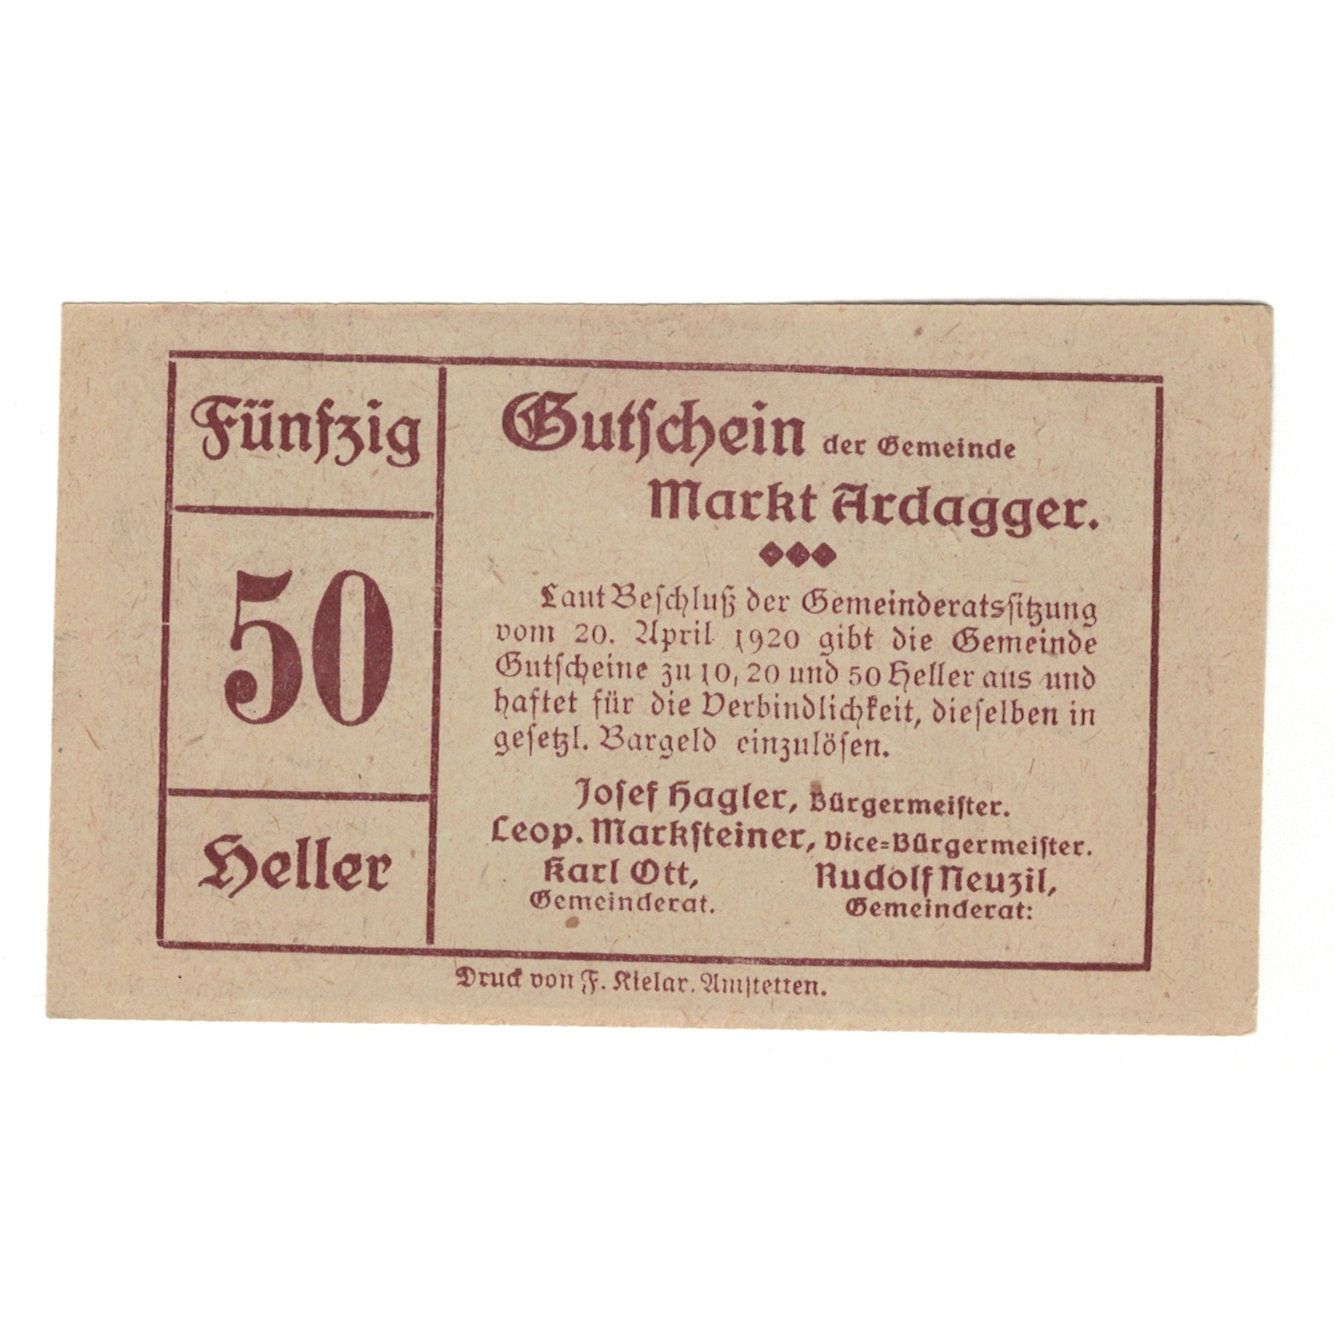 Fünfzig
50
Heller
Gutschein der Gemeinde
Markt Ardagger.
Laut Beschluß der Gemeinderatssitzung
vom 20. April 1920 gibt die Gemeinde
Gutscheine zu 10, 20 und 50 Heller aus und
haftet für die Verbindlichkeit, dieselben in
gesetzl. Bargeld einzulösen.
Josef Hagler, Bürgermeister.
Leop. Marksteiner, Vice-Bürgermeister.
Karl Ott, Rudolf Neuzil,
Gemeinderat. Gemeinderat:
Druck von F. Kielar. Amstetten.